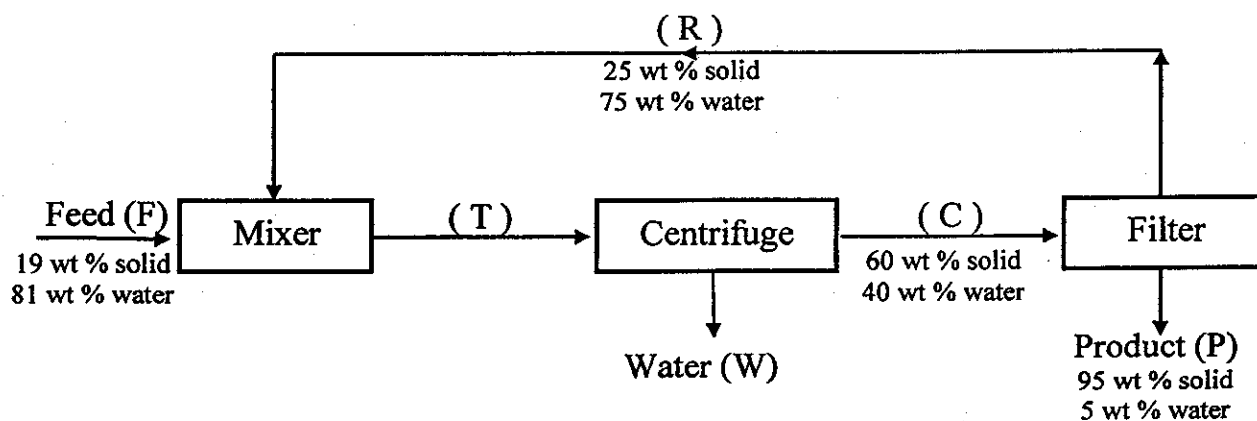 ( R )
25 wt % solid
75 wt % water
Feed (F)
19 wt % solid
81 wt % water
Mixer
( T )
Centrifuge
Water (W)
( C )
60 wt % solid
40 wt % water
Filter
Product (P)
95 wt % solid
5 wt % water